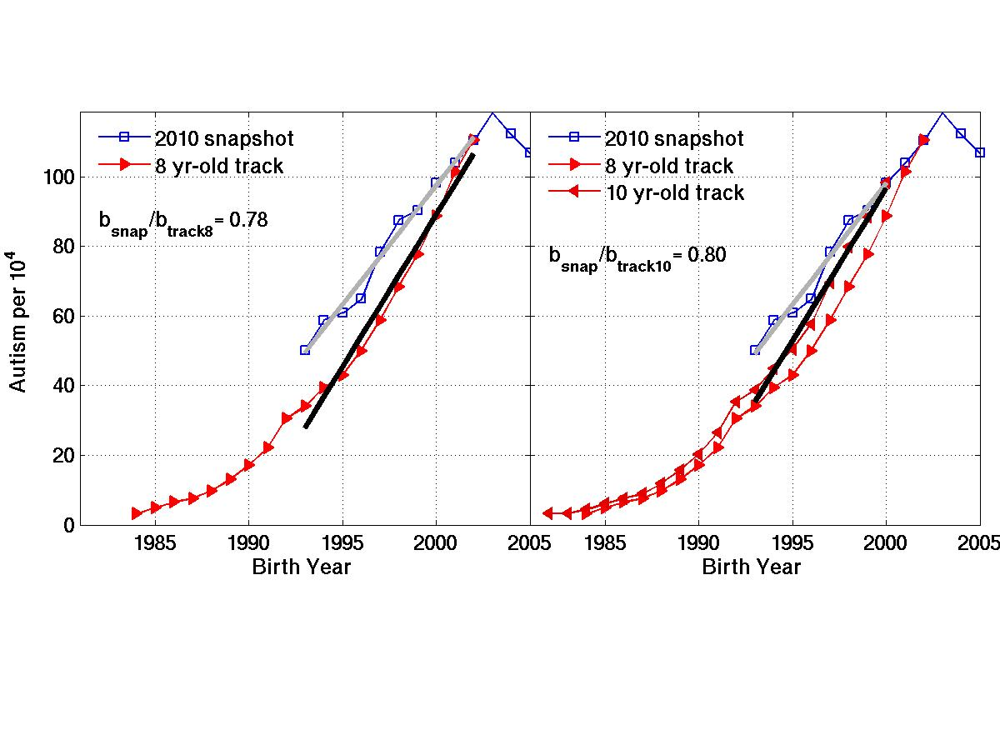 2010 snapshot
8 yr-old track
b_snap/b_track8 = 0.78
Autism per 10^4
100
80
60
40
20
0
1985 1990 1995 2000 2005
Birth Year
2010 snapshot
8 yr-old track
10 yr-old track
b_snap/b_track10 = 0.80
1985 1990 1995 2000 2005
Birth Year